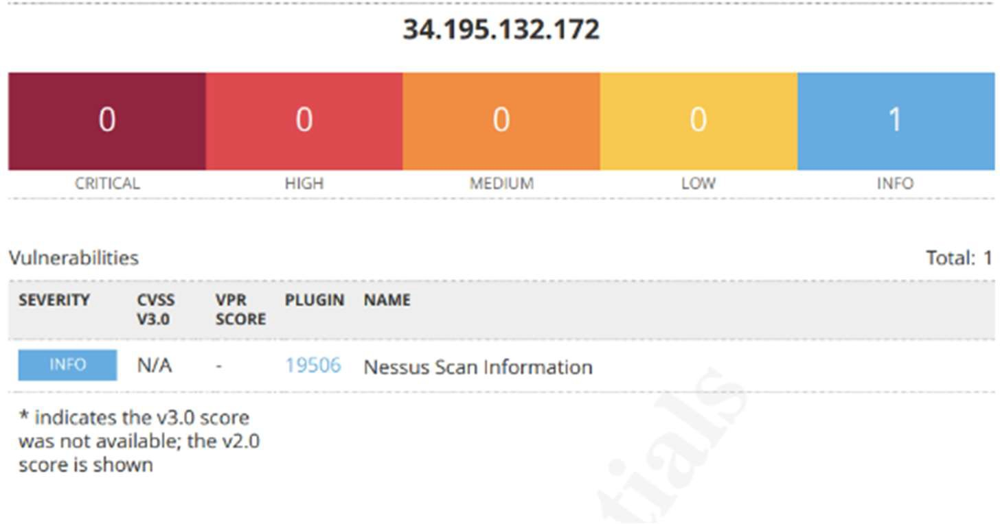 34.195.132.172
0 0 0 0 1
CRITICAL HIGH MEDIUM LOW INFO
Vulnerabilities Total: 1
SEVERITY CVSS VPR PLUGIN NAME
V3.0 SCORE
INFO N/A - 19506 Nessus Scan Information
* indicates the v3.0 score
was not available; the v2.0
score is shown
tials